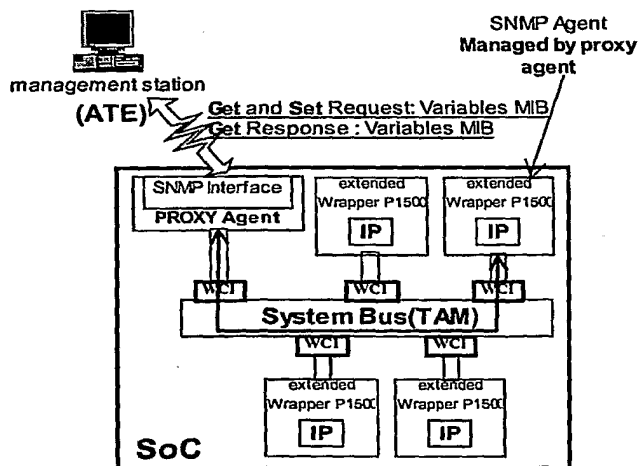 SNMP Agent
Managed by proxy
agent
management station
(ATE)
Get and Set Request: Variables MIB
Get Response : Variables MIB
SNMP Interface
PROXY Agent
extended
Wrapper P1500
IP
extended
Wrapper P1500
IP
WCI
WCI
WCI
System Bus(TAM)
WCI
WCI
extended
Wrapper P1500
IP
extended
Wrapper P1500
IP
SoC